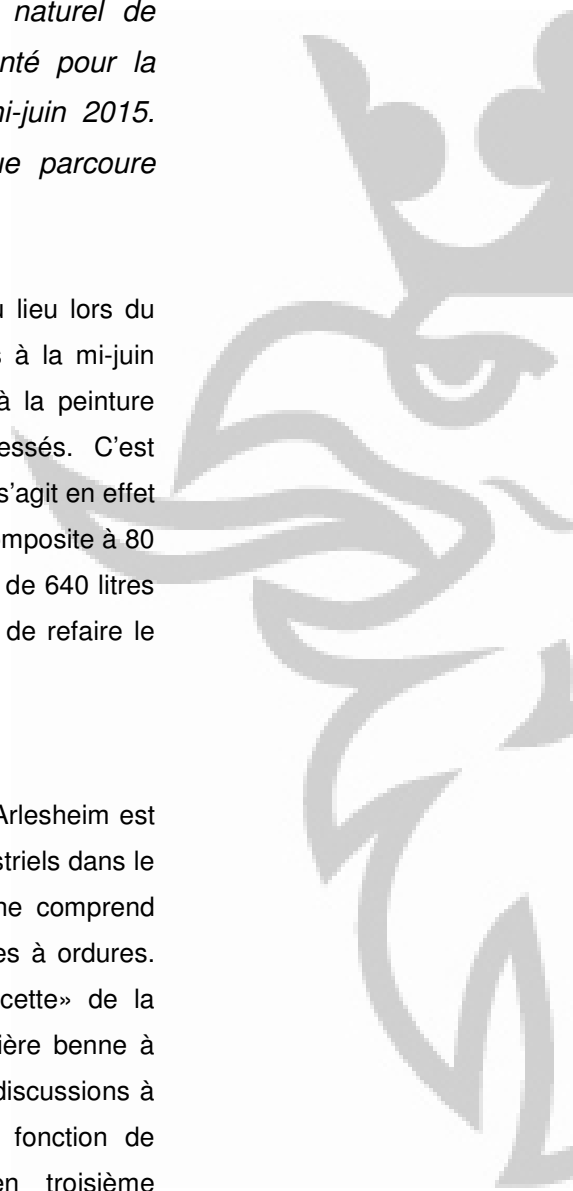 naturel de
nté pour la
ni-juin 2015.
ue parcoure
u lieu lors du
s à la mi-juin
à la peinture
essés. C'est
s'agit en effet
omposite à 80
de 640 litres
de refaire le
Arlesheim est
striels dans le
ne comprend
es à ordures.
cette» de la
ière benne à
discussions à
fonction de
en troisième